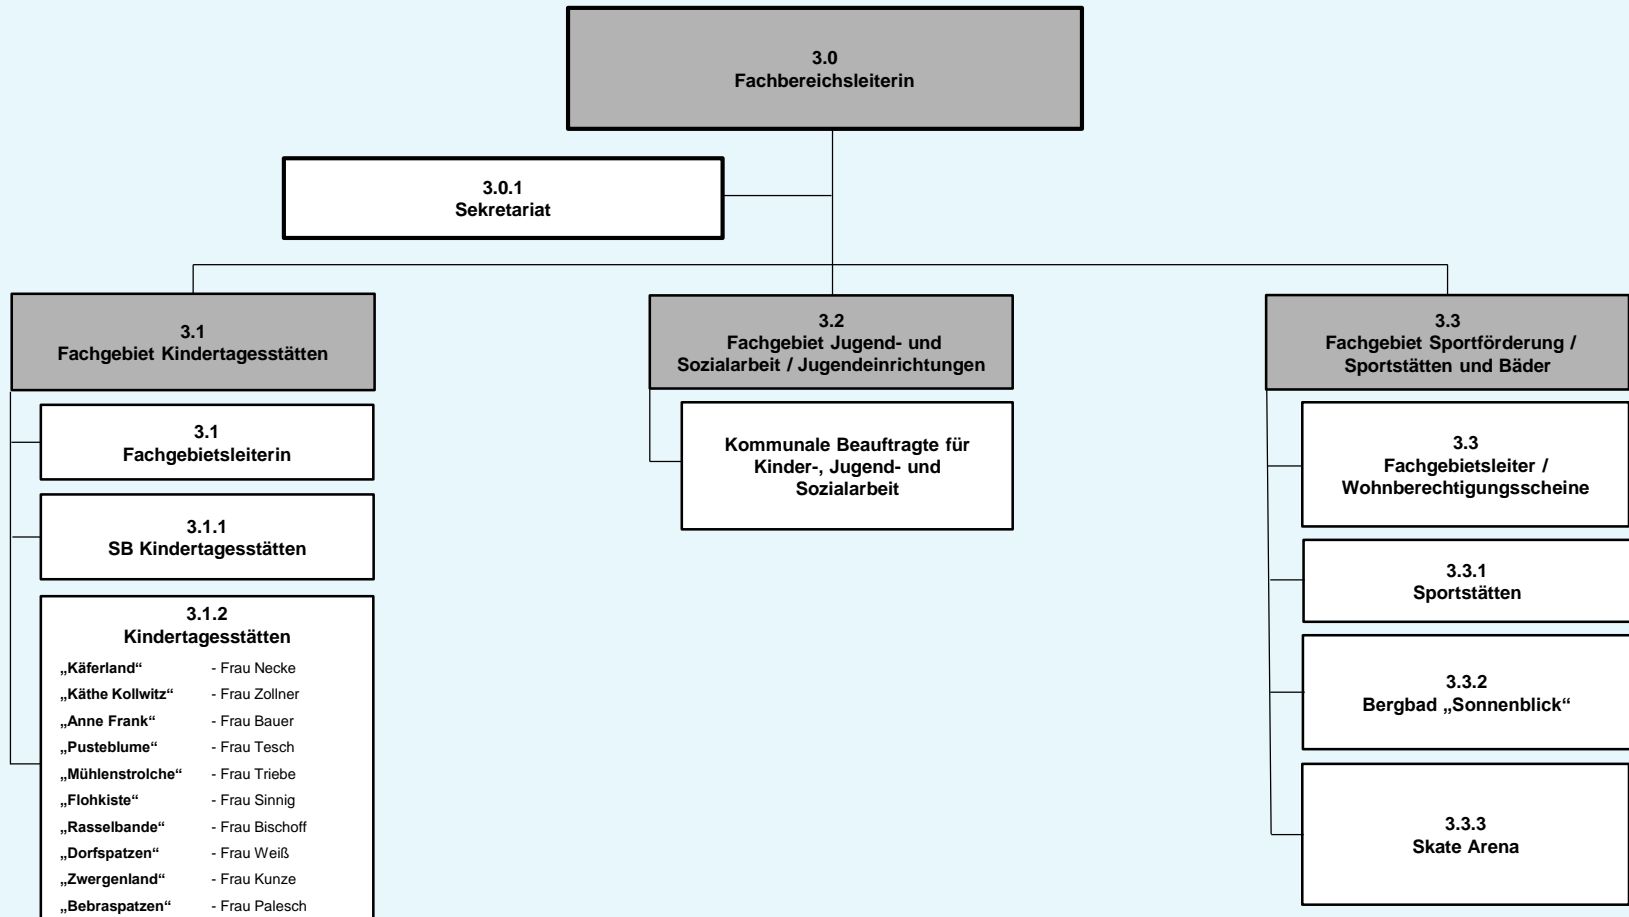 3.0
Fachbereichsleiterin
3.0.1
Sekretariat
3.1
Fachgebiet Kindertagesstätten
3.1
Fachgebietsleiterin
3.1.1
SB Kindertagesstätten
3.1.2
Kindertagesstätten
„Käferland“ - Frau Necke
„Käthe Kollwitz“ - Frau Zollner
„Anne Frank“ - Frau Bauer
„Pusteblume“ - Frau Tesch
„Mühlenstrolche“ - Frau Triebe
„Flohkiste“ - Frau Sinnig
„Rasselbande“ - Frau Bischoff
„Dorfspatzen“ - Frau Weiß
„Zwergenland“ - Frau Kunze
„Bebraspatzen“ - Frau Palesch
3.2
Fachgebiet Jugend- und
Sozialarbeit / Jugendeinrichtungen
Kommunale Beauftragte für
Kinder-, Jugend- und
Sozialarbeit
3.3
Fachgebiet Sportförderung /
Sportstätten und Bäder
3.3
Fachgebietsleiter /
Wohnberechtigungsscheine
3.3.1
Sportstätten
3.3.2
Bergbad „Sonnenblick“
3.3.3
Skate Arena